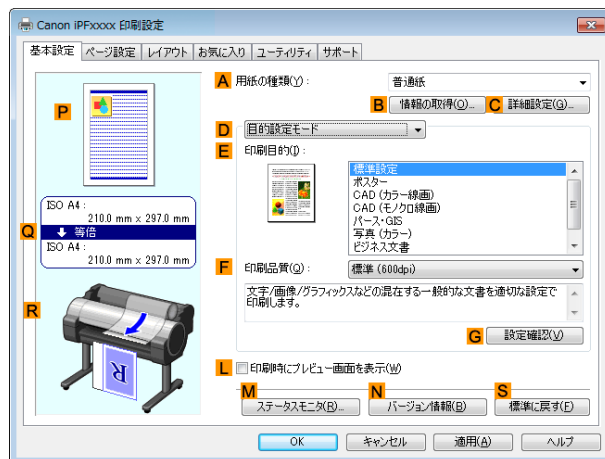 Canon iPFxxxx 印刷設定
基本設定 ページ設定 レイアウト お気に入り ユーティリティ サポート
A 用紙の種類(Y): 普通紙
B 情報の取得(O)... C 詳細設定(G)...
P
D 目的設定モード
E 印刷目的(I):
標準設定
ポスター
CAD (カラー線画)
CAD (モノクロ線画)
パース・GIS
写真 (カラー)
ビジネス文書
ISO A4 :
210.0 mm x 297.0 mm
Q 等倍
ISO A4 :
210.0 mm x 297.0 mm
F 印刷品質(Q): 標準 (600dpi)
文字/画像/グラフィックスなどの混在する一般的な文書を適切な設定で
印刷します。
R
R
G 設定確認(V)
L 印刷時にプレビュー画面を表示(W)
M N S
ステータスモニタ(R)... バージョン情報(B) 標準に戻す(F)
OK キャンセル 適用(A) ヘルプ